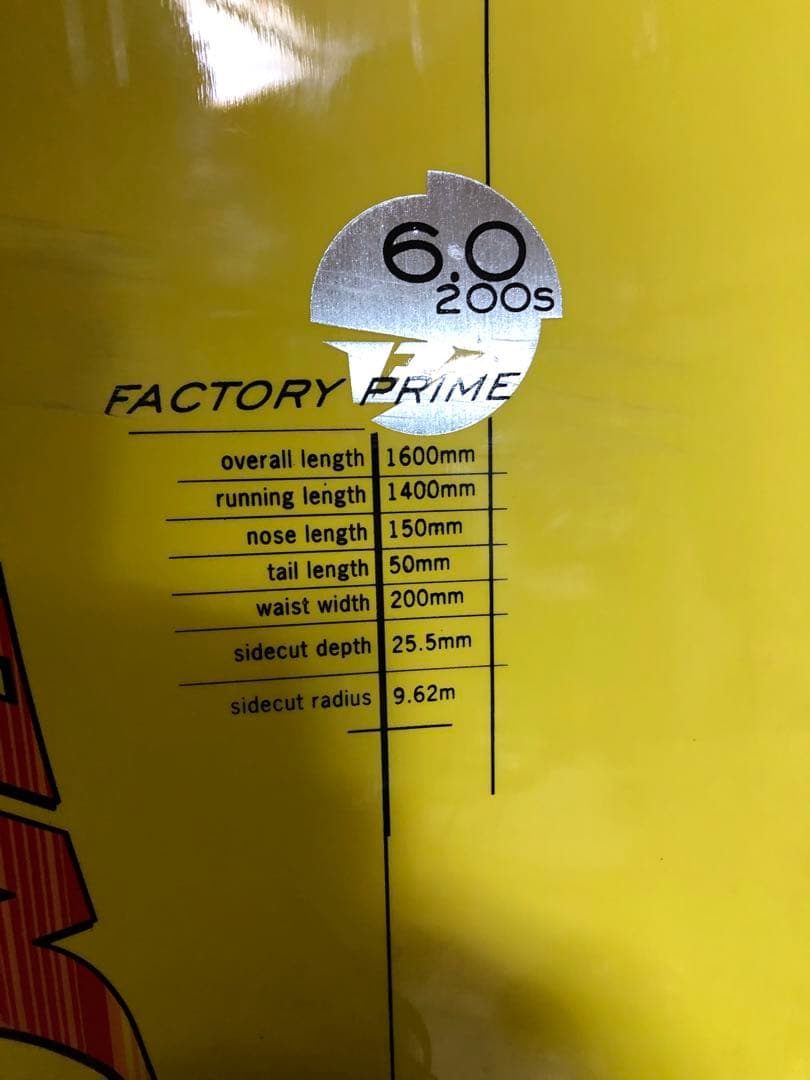 6.0
200s
FACTORY PRIME
overall length 1600mm
running length 1400mm
nose length 150mm
tail length 50mm
waist width 200mm
sidecut depth 25.5mm
sidecut radius 9.62m